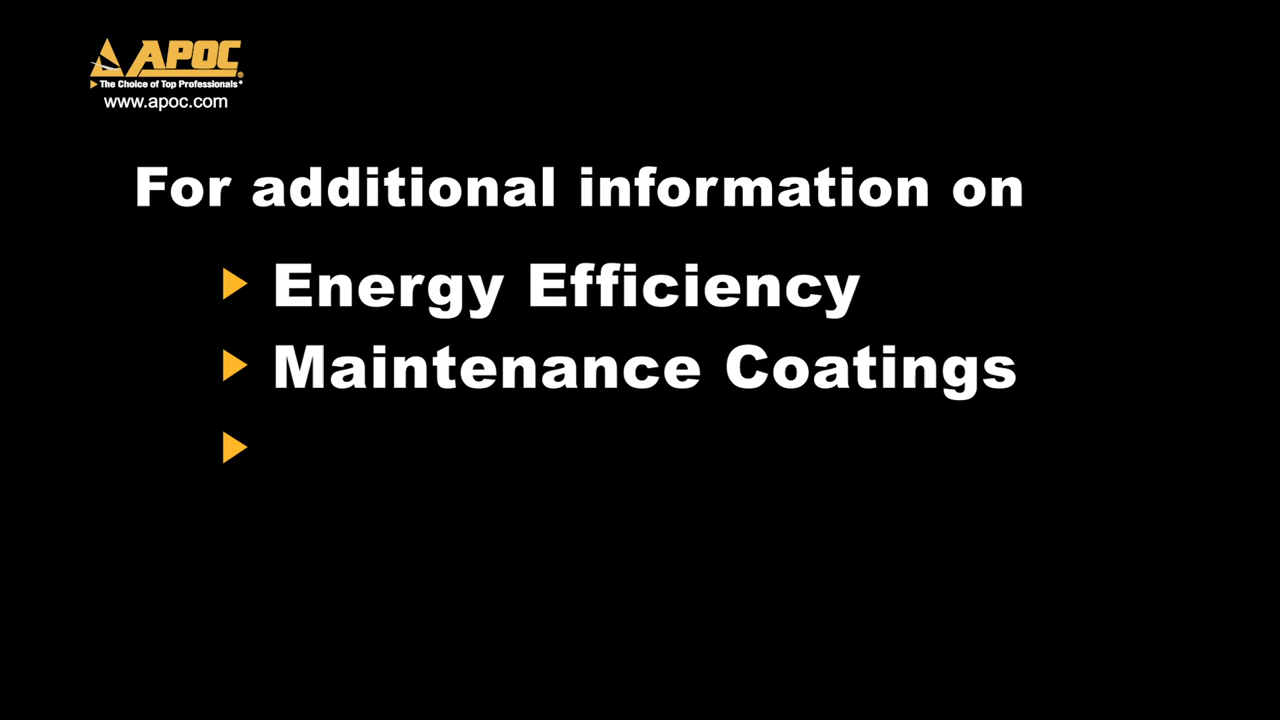 APOC®
The Choice of Top Professionals®
www.apoc.com
For additional information on
Energy Efficiency
Maintenance Coatings